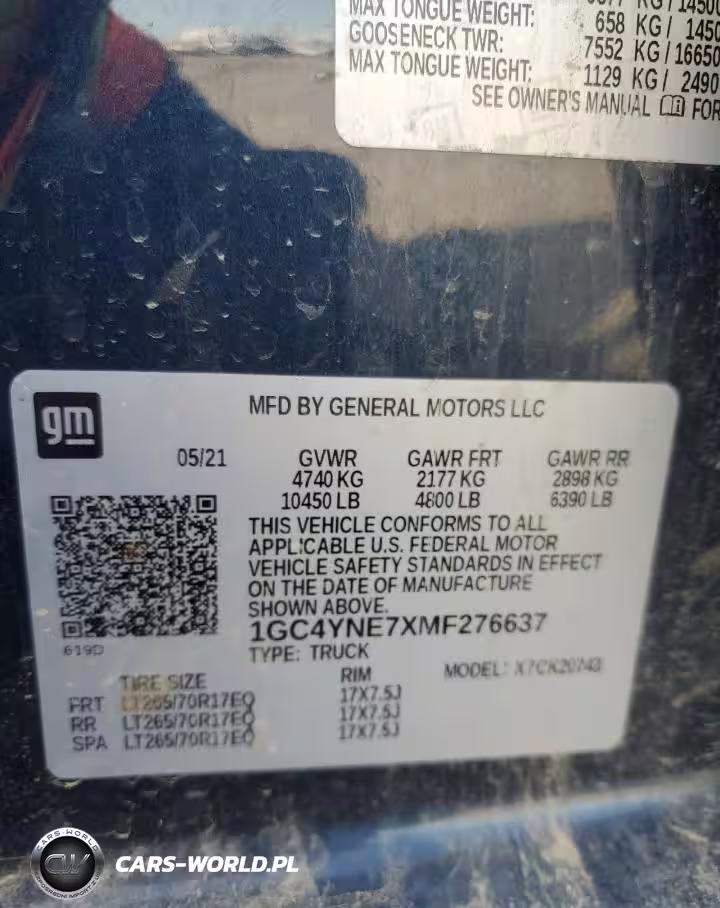 MAX TONGUE WEIGHT: 658 KG / 1450
GOOSENECK TWR: 7552 KG / 16650
MAX TONGUE WEIGHT: 1129 KG / 2490
SEE OWNER'S MANUAL FOR
gm
MFD BY GENERAL MOTORS LLC
05/21 GVWR GAWR FRT GAWR RR
4740 KG 2177 KG 2898 KG
10450 LB 4800 LB 6390 LB
THIS VEHICLE CONFORMS TO ALL
APPLICABLE U.S. FEDERAL MOTOR
VEHICLE SAFETY STANDARDS IN EFFECT
ON THE DATE OF MANUFACTURE
SHOWN ABOVE.
1GC4YNE7XMF276637
619D
TYPE: TRUCK MODEL: X7CK20743
TIRE SIZE RIM
FRT LT265/70R17EQ 17X7.5J
RR LT265/70R17EQ 17X7.5J
SPA LT265/70R17EQ 17X7.5J
CARS-WORLD
CW
CARS-WORLD.PL